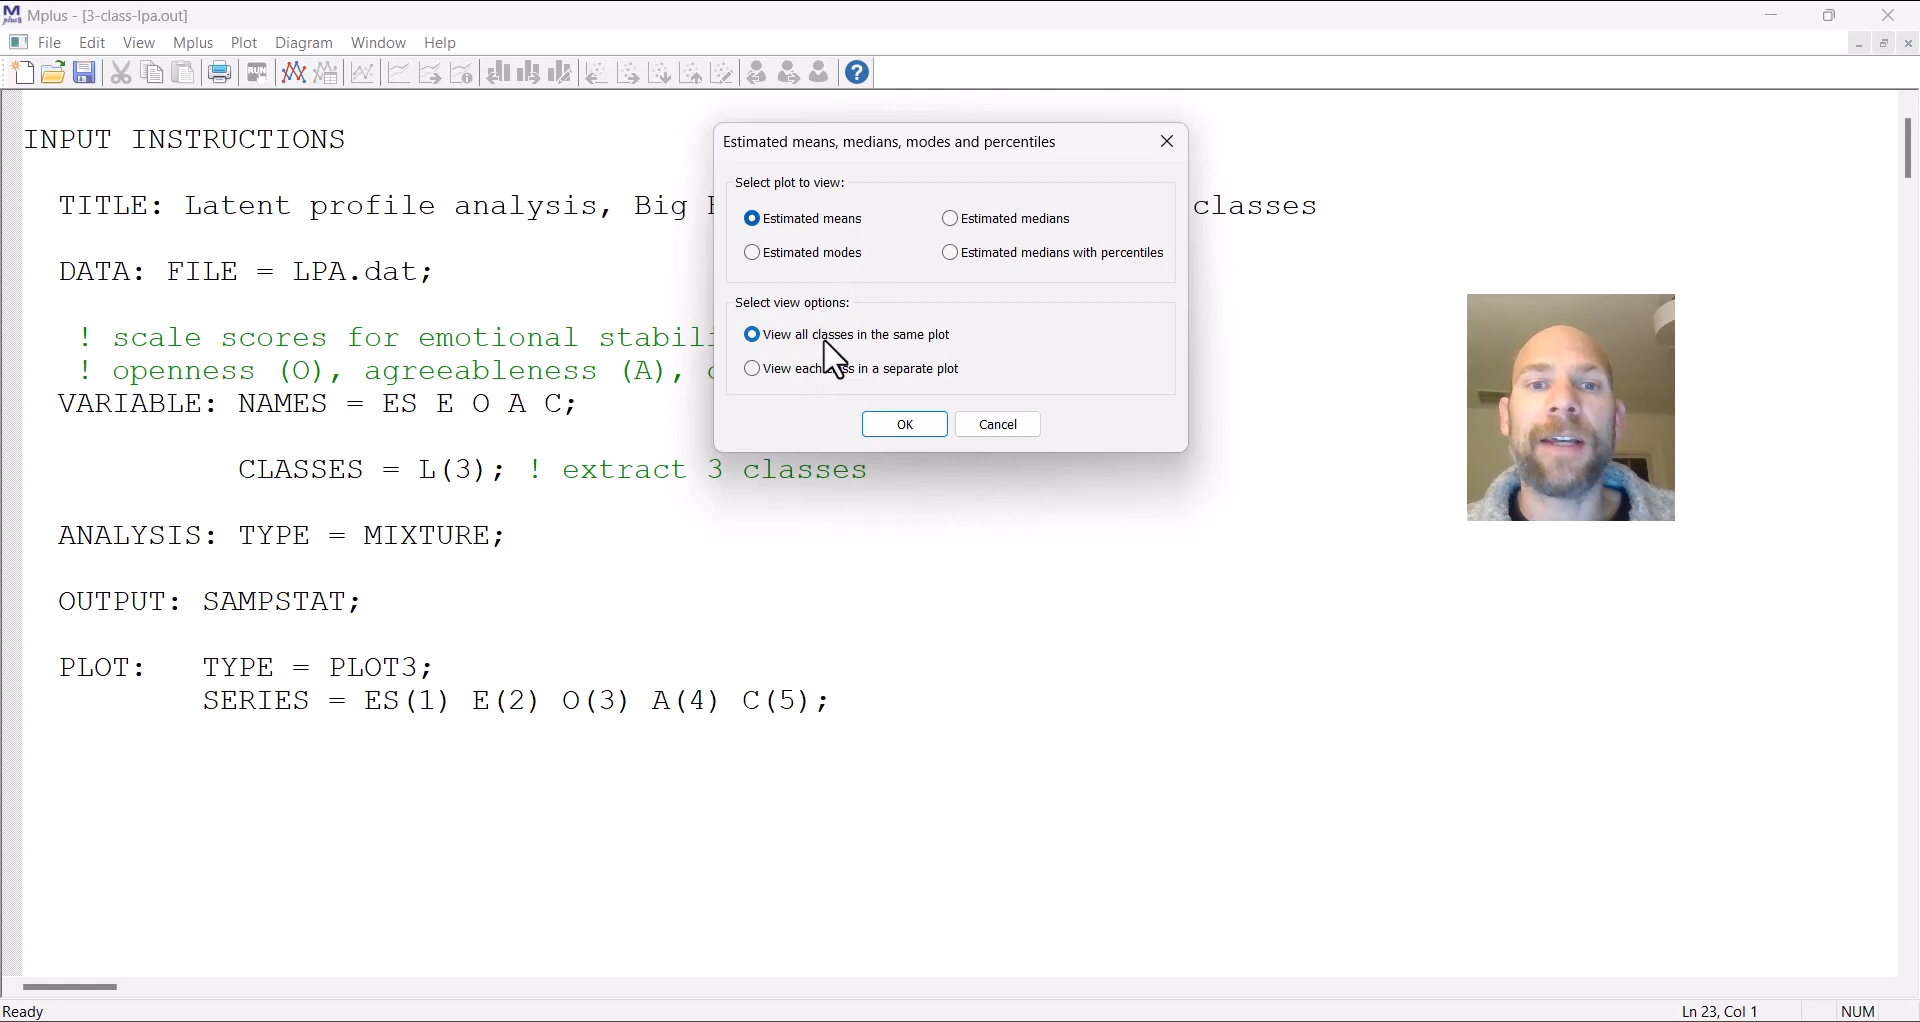 Mplus - [3-class-lpa.out]
File Edit View Mplus Plot Diagram Window Help
RUN
INPUT INSTRUCTIONS
TITLE: Latent profile analysis, Big classes
DATA: FILE = LPA.dat;
! scale scores for emotional
! openness (O), agreeableness (A),
VARIABLE: NAMES = ES E O A C;
CLASSES = L(3); ! extract 3 classes
ANALYSIS: TYPE = MIXTURE;
OUTPUT: SAMPSTAT;
PLOT: TYPE = PLOT3;
SERIES = ES(1) E(2) O(3) A(4) C(5);
Estimated means, medians, modes and percentiles
Select plot to view:
Estimated means Estimated medians
Estimated modes Estimated medians with percentiles
Select view options:
View all classes in the same plot
View each class in a separate plot
OK Cancel
Ready Ln 23, Col 1 NUM